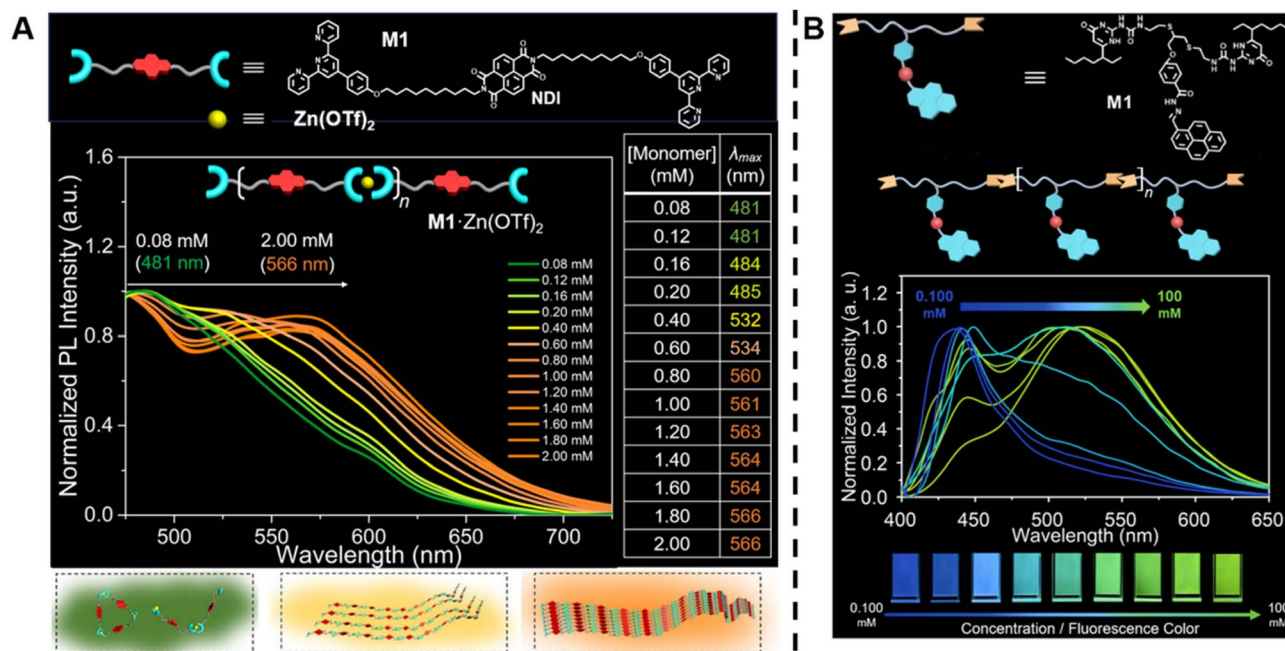 A
M1
NDI
≡ Zn(OTf)2
1.6
1.2
0.8
0.4
0.0
Normalized PL Intensity (a.u.)
n
M1·Zn(OTf)2
0.08 mM 2.00 mM
(481 nm) (566 nm)
0.08 mM
0.12 mM
0.16 mM
0.20 mM
0.40 mM
0.60 mM
0.80 mM
1.00 mM
1.20 mM
1.40 mM
1.60 mM
1.80 mM
2.00 mM
500 550 600 650 700
Wavelength (nm)
[Monomer] λmax
(mM) (nm)
0.08 481
0.12 481
0.16 484
0.20 485
0.40 532
0.60 534
0.80 560
1.00 561
1.20 563
1.40 564
1.60 564
1.80 566
2.00 566
B
M1
n
1.2
1.0
0.8
0.6
0.4
0.2
0.0
Normalized Intensity (a. u.)
0.100 100
mM mM
400 450 500 550 600 650
Wavelength (nm)
0.100 100
mM mM
Concentration / Fluorescence Color